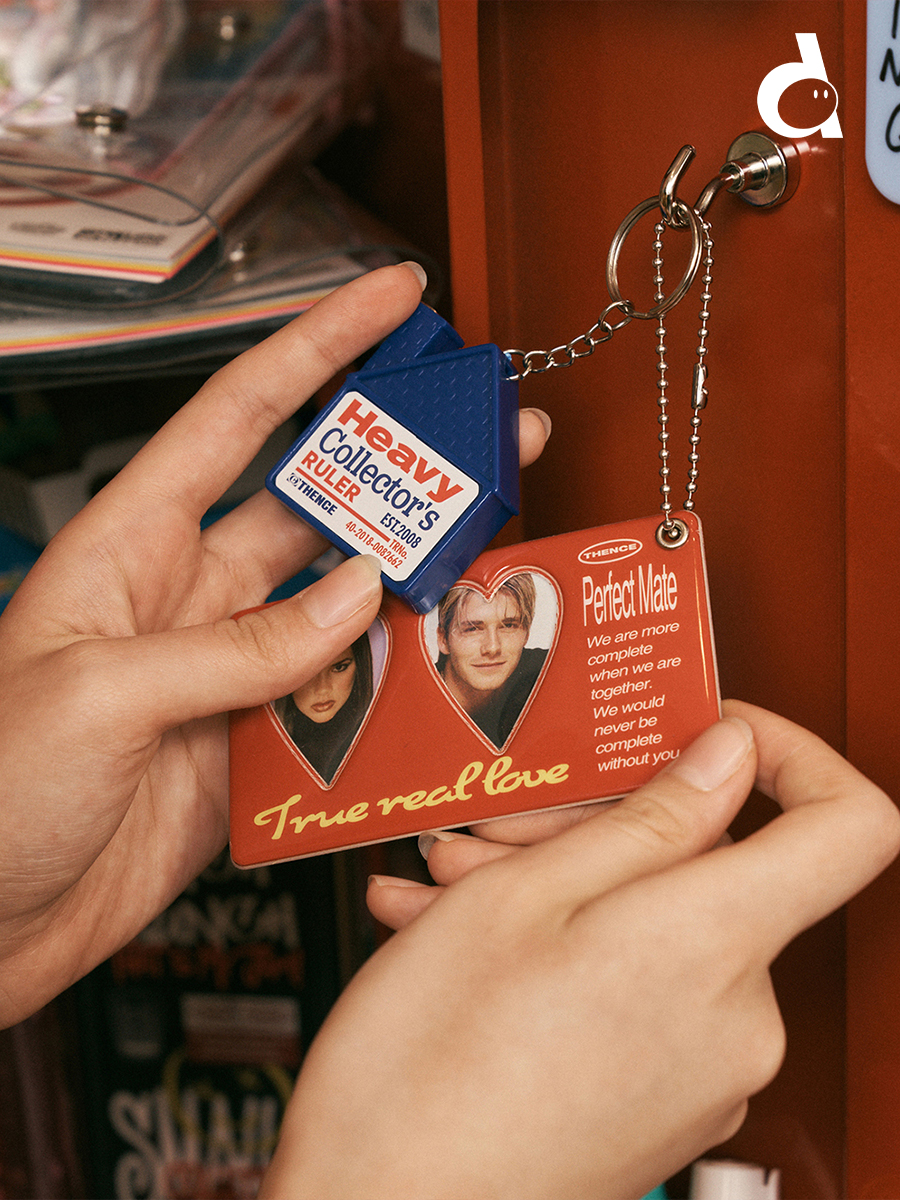 Heavy
Collector's
RULER
EST.2008
©THENCE
TRNo.
40-2018-0082662
THENCE
Perfect Mate
We are more
complete
when we are
together.
We would
never be
complete
without you
True real love